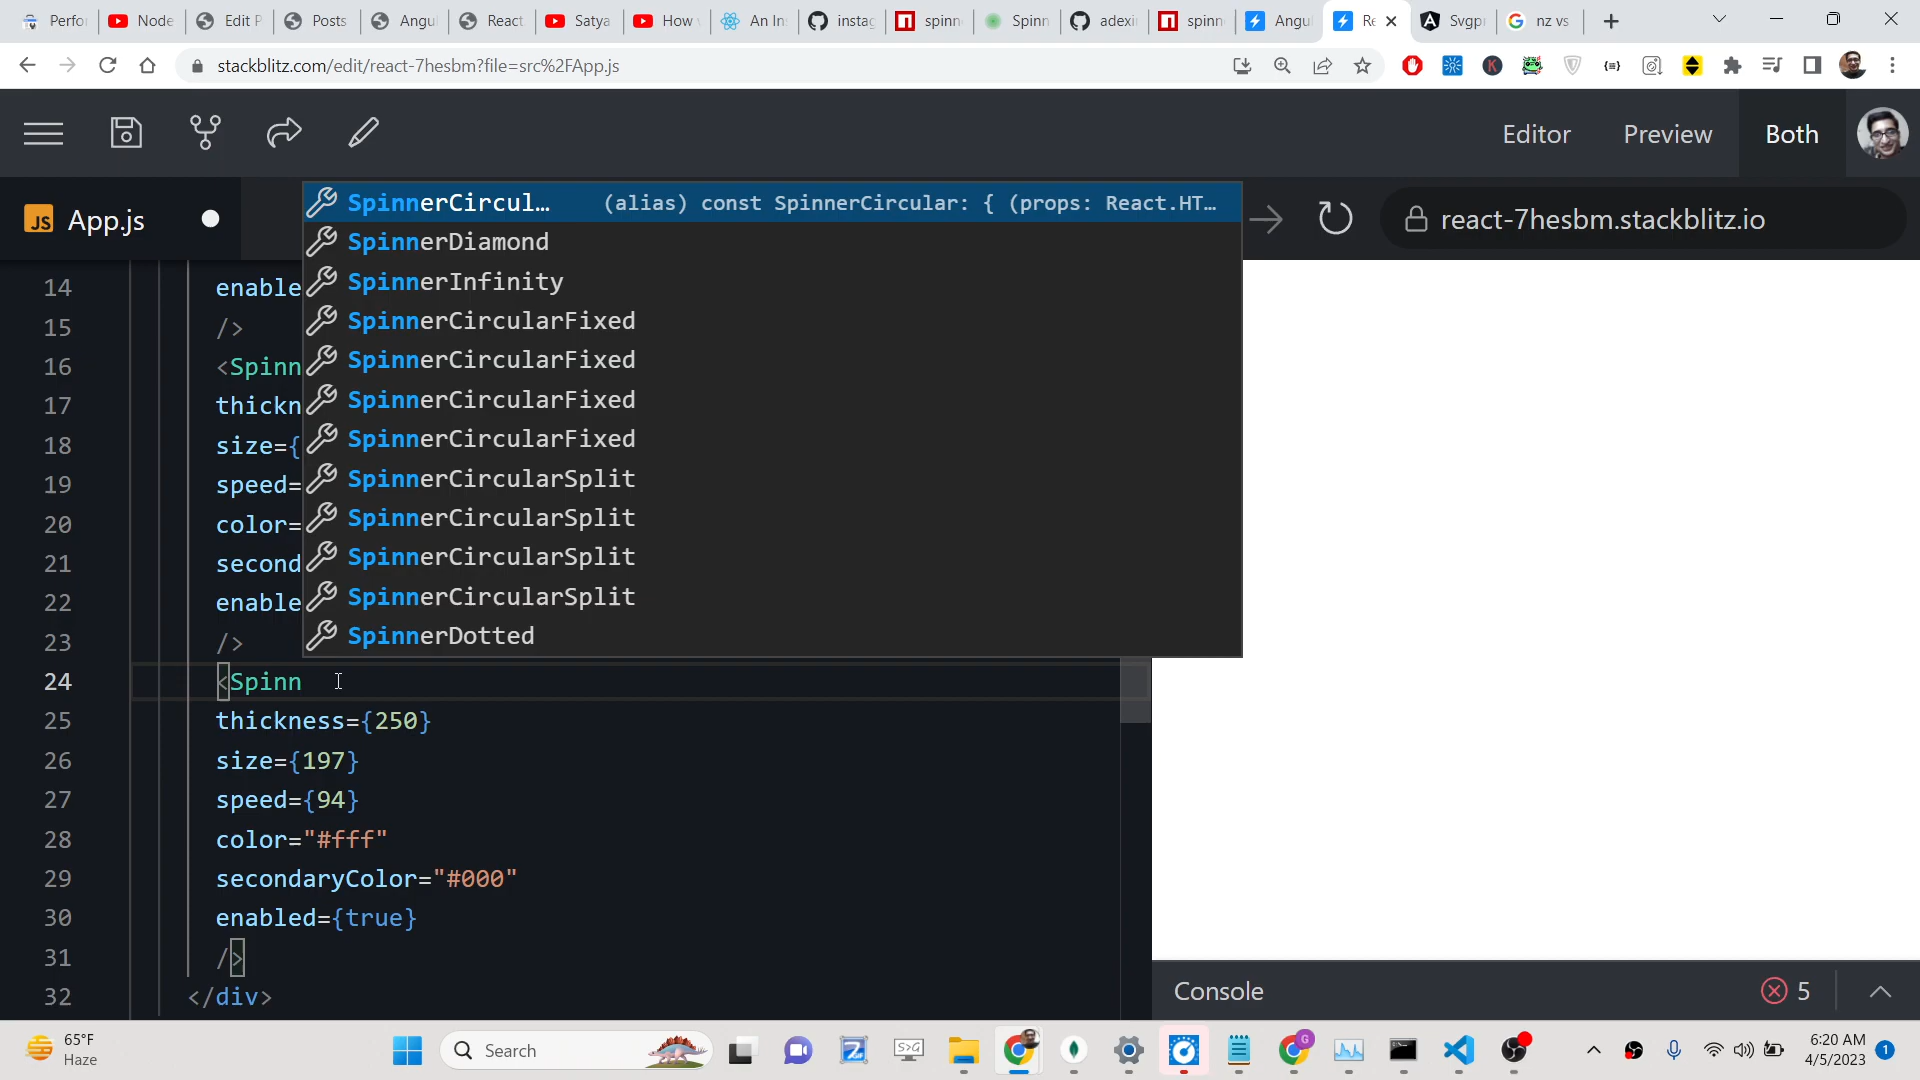 Perfo
Node
Edit P
Posts
Angul
React
Satya
How
An In
instag
spinn
Spinn
adexi
spinn
Angu
Re
Svgp
nz vs
stackblitz.com/edit/react-7hesbm?file=src%2FApp.js
Editor Preview Both
JS App.js
react-7hesbm.stackblitz.io
SpinnerCircul… (alias) const SpinnerCircular: { (props: React.HT…
SpinnerDiamond
SpinnerInfinity
SpinnerCircularFixed
SpinnerCircularFixed
SpinnerCircularFixed
SpinnerCircularFixed
SpinnerCircularSplit
SpinnerCircularSplit
SpinnerCircularSplit
SpinnerCircularSplit
SpinnerDotted
14 enable
15 />
16 <Spinn
17 thickn
18 size={
19 speed=
20 color=
21 second
22 enable
23 />
24 <Spinn
25 thickness={250}
26 size={197}
27 speed={94}
28 color="#fff"
29 secondaryColor="#000"
30 enabled={true}
31 />
32 </div>
Console 5
65°F
Haze
Search
6:20 AM
4/5/2023
1